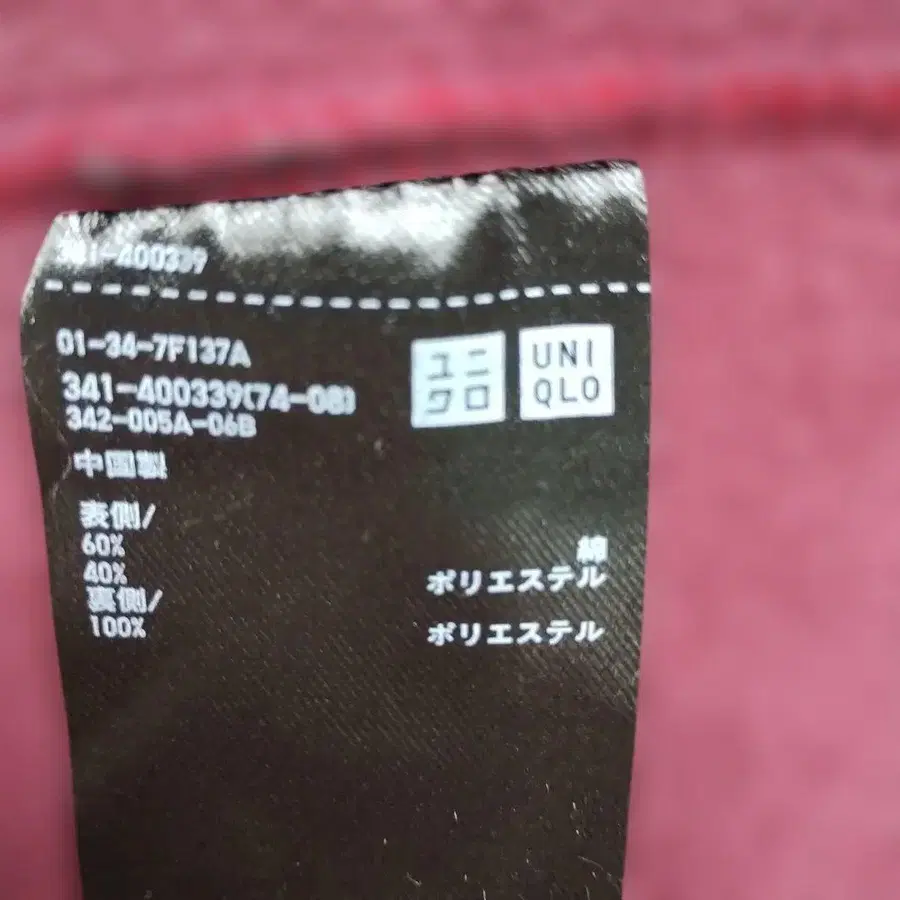 341-400339
01-34-7F137A
341-400339(74-08)
342-005A-06B
ユニ
クロ
UNI
QLO
中国製
表側/
60% 綿
40% ポリエステル
裏側/
100% ポリエステル